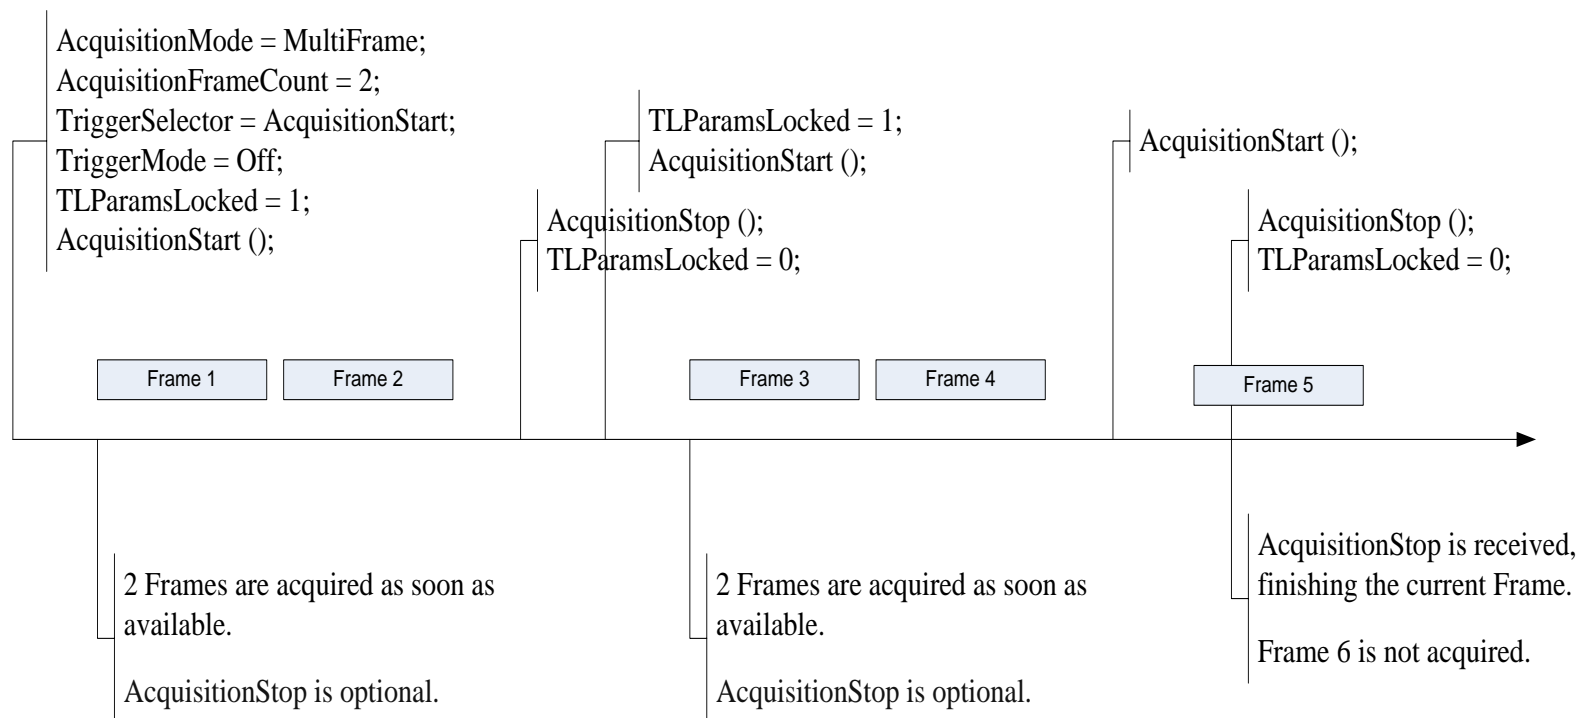 AcquisitionMode = MultiFrame;
AcquisitionFrameCount = 2;
TriggerSelector = AcquisitionStart;
TriggerMode = Off;
TLParamsLocked = 1;
AcquisitionStart ();
TLParamsLocked = 1;
AcquisitionStart ();
AcquisitionStop ();
TLParamsLocked = 0;
AcquisitionStart ();
AcquisitionStop ();
TLParamsLocked = 0;
Frame 1
Frame 2
Frame 3
Frame 4
Frame 5
2 Frames are acquired as soon as
available.
AcquisitionStop is optional.
2 Frames are acquired as soon as
available.
AcquisitionStop is optional.
AcquisitionStop is received,
finishing the current Frame.
Frame 6 is not acquired.